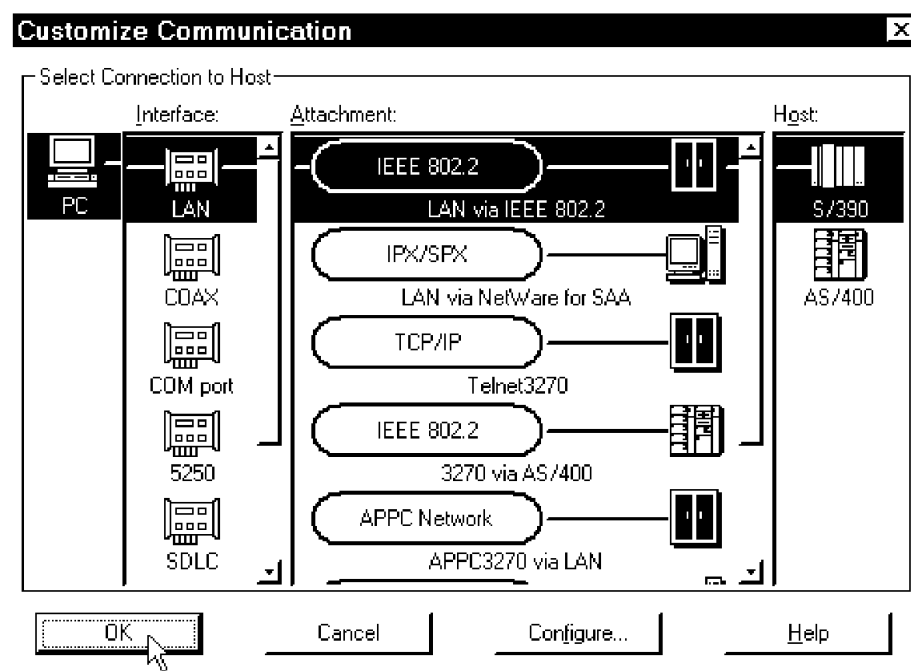 Customize Communication
Select Connection to Host
Interface:
Attachment:
Host:
PC
LAN
IEEE 802.2
LAN via IEEE 802.2
S/390
COAX
IPX/SPX
LAN via NetWare for SAA
AS/400
COM port
TCP/IP
Telnet3270
5250
IEEE 802.2
3270 via AS/400
SDLC
APPC Network
APPC3270 via LAN
OK
Cancel
Configure...
Help